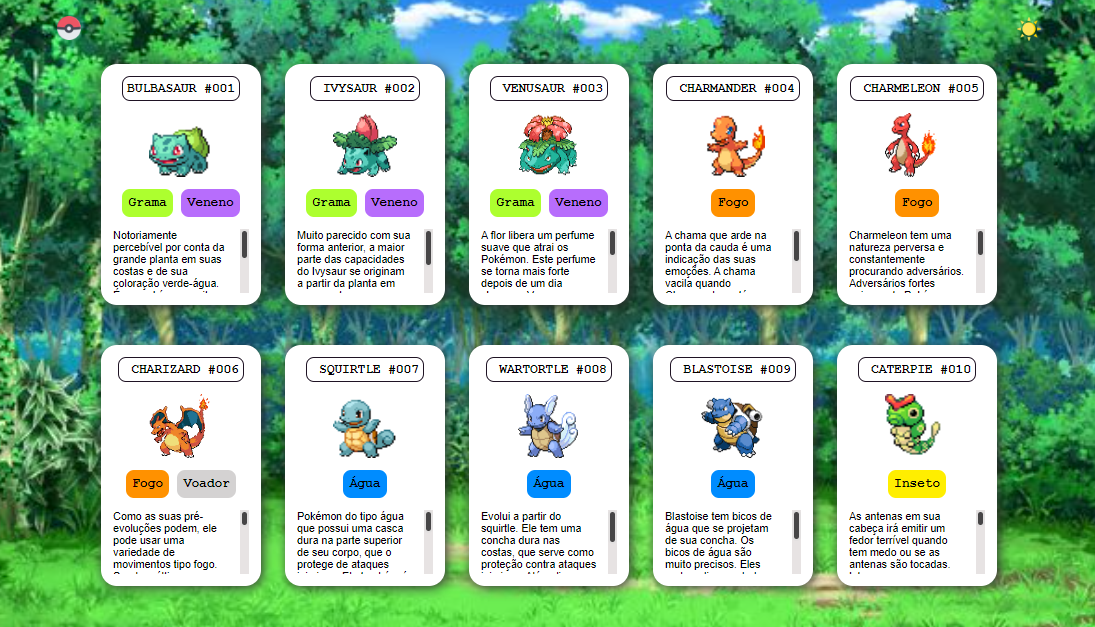 BULBASAUR #001
Grama Veneno
Notoriamente
percebível por conta da
grande planta em suas
costas e de sua
coloração verde-água.
IVYSAUR #002
Grama Veneno
Muito parecido com sua
forma anterior, a maior
parte das capacidades
do Ivysaur se originam
a partir da planta em
VENUSAUR #003
Grama Veneno
A flor libera um perfume
suave que atrai os
Pokémon. Este perfume
se torna mais forte
depois de um dia
CHARMANDER #004
Fogo
A chama que arde na
ponta da cauda é uma
indicação das suas
emoções. A chama
vacila quando
CHARMELEON #005
Fogo
Charmeleon tem uma
natureza perversa e
constantemente
procurando adversários.
Adversários fortes
CHARIZARD #006
Fogo Voador
Como as suas pré-
evoluções podem, ele
pode usar uma
variedade de
movimentos tipo fogo.
SQUIRTLE #007
Água
Pokémon do tipo água
que possui uma casca
dura na parte superior
de seu corpo, que o
protege de ataques
WARTORTLE #008
Água
Evolui a partir do
squirtle. Ele tem uma
concha dura nas
costas, que serve como
proteção contra ataques
BLASTOISE #009
Água
Blastoise tem bicos de
água que se projetam
de sua concha. Os
bicos de água são
muito precisos. Eles
CATERPIE #010
Inseto
As antenas em sua
cabeça irá emitir um
fedor terrível quando
tem medo ou se as
antenas são tocadas.